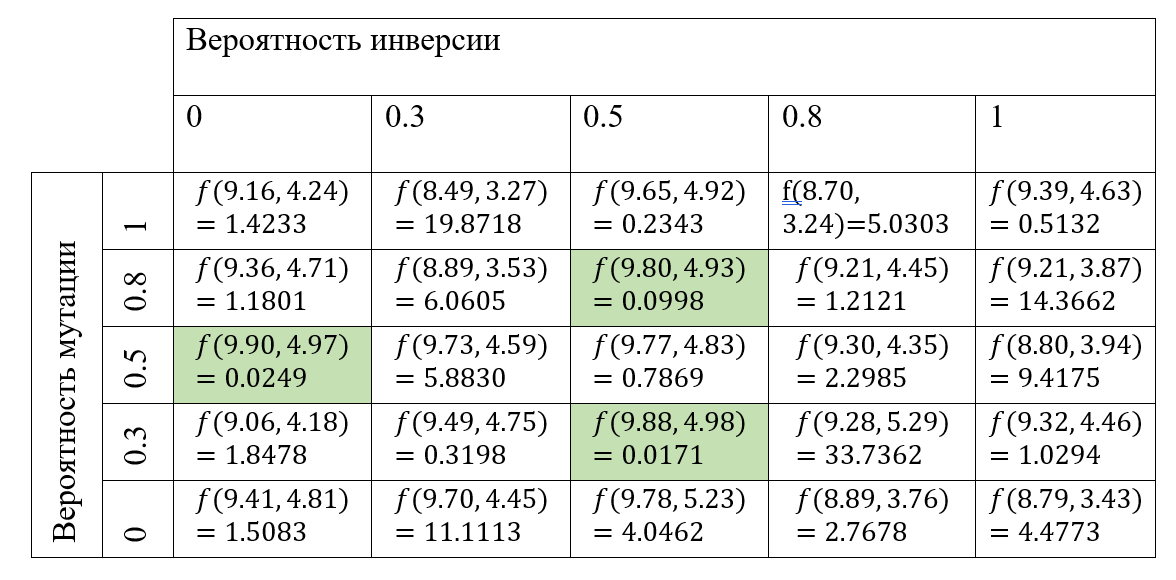 Вероятность инверсии
0 0.3 0.5 0.8 1
Вероятность мутации
1
f(9.16, 4.24)
= 1.4233
f(8.49, 3.27)
= 19.8718
f(9.65, 4.92)
= 0.2343
f(8.70,
3.24)=5.0303
f(9.39, 4.63)
= 0.5132
0.8
f(9.36, 4.71)
= 1.1801
f(8.89, 3.53)
= 6.0605
f(9.80, 4.93)
= 0.0998
f(9.21, 4.45)
= 1.2121
f(9.21, 3.87)
= 14.3662
0.5
f(9.90, 4.97)
= 0.0249
f(9.73, 4.59)
= 5.8830
f(9.77, 4.83)
= 0.7869
f(9.30, 4.35)
= 2.2985
f(8.80, 3.94)
= 9.4175
0.3
f(9.06, 4.18)
= 1.8478
f(9.49, 4.75)
= 0.3198
f(9.88, 4.98)
= 0.0171
f(9.28, 5.29)
= 33.7362
f(9.32, 4.46)
= 1.0294
0
f(9.41, 4.81)
= 1.5083
f(9.70, 4.45)
= 11.1113
f(9.78, 5.23)
= 4.0462
f(8.89, 3.76)
= 2.7678
f(8.79, 3.43)
= 4.4773